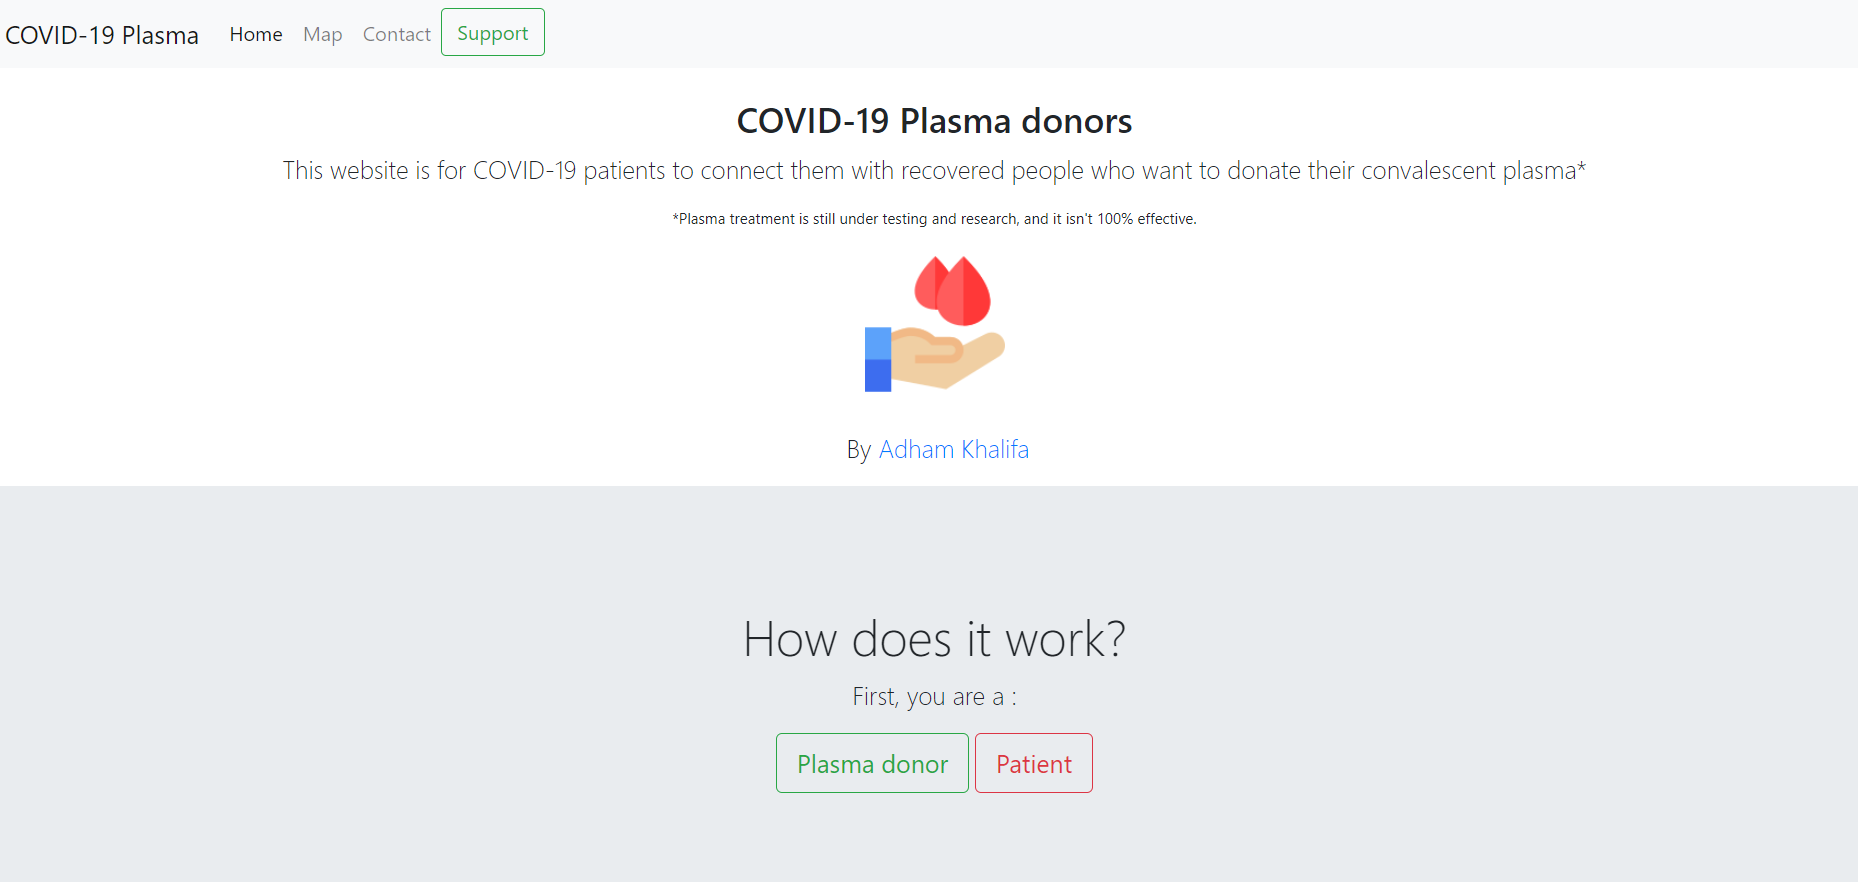 COVID-19 Plasma Home Map Contact Support
COVID-19 Plasma donors
This website is for COVID-19 patients to connect them with recovered people who want to donate their convalescent plasma*
*Plasma treatment is still under testing and research, and it isn't 100% effective.
By Adham Khalifa
How does it work?
First, you are a :
Plasma donor Patient